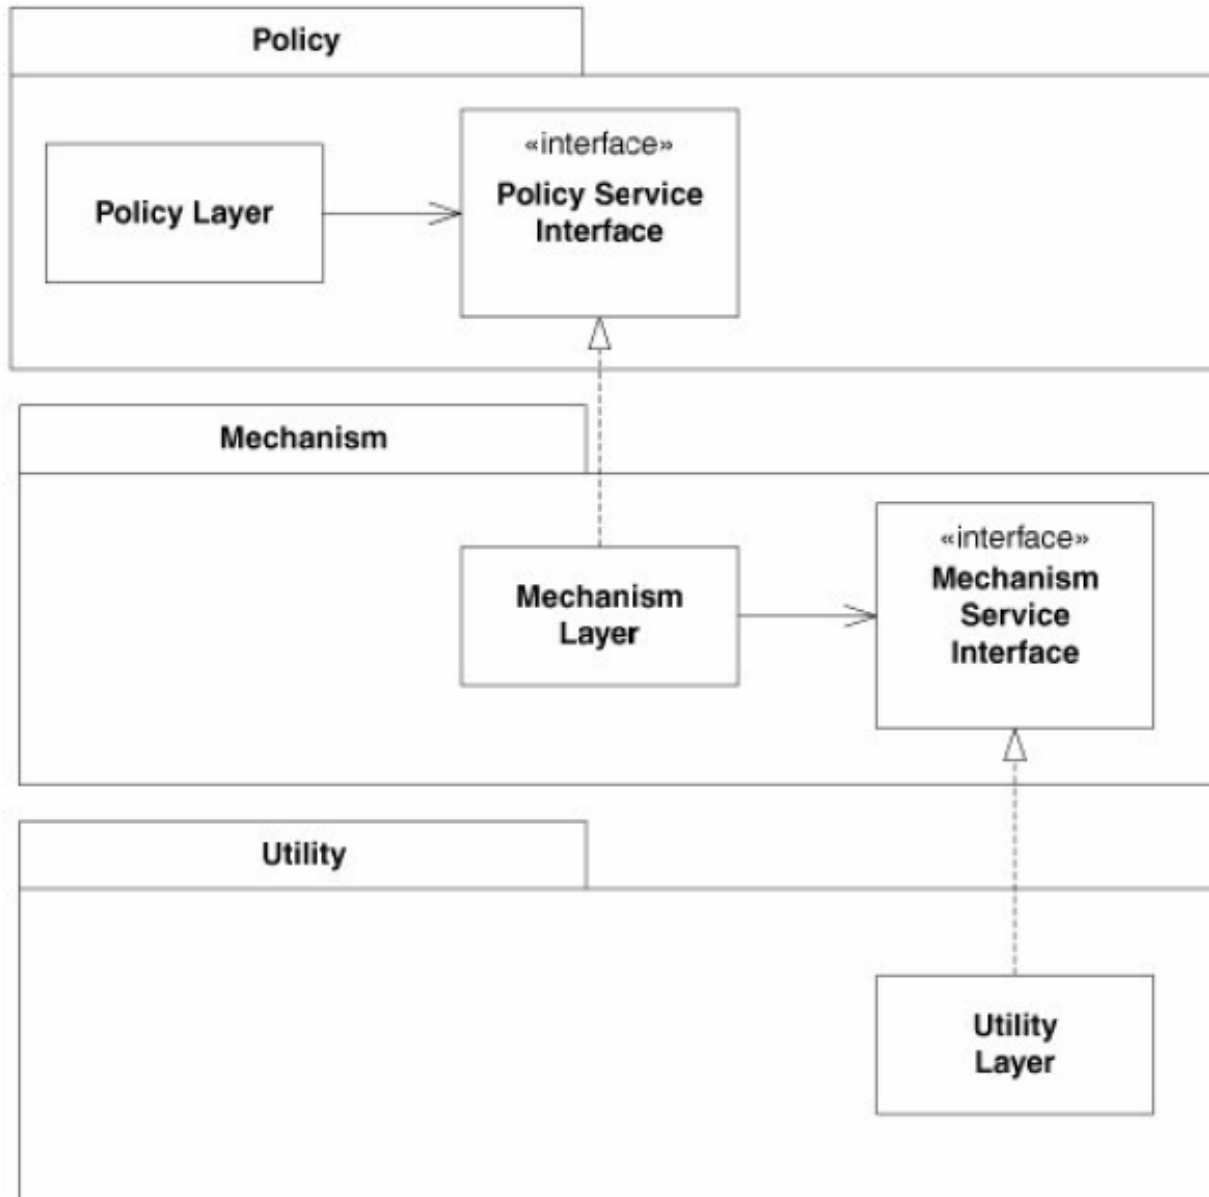 Policy
«interface»
Policy Layer
Policy Service
Interface
Mechanism
«interface»
Mechanism
Service
Interface
Mechanism
Layer
Utility
Utility
Layer